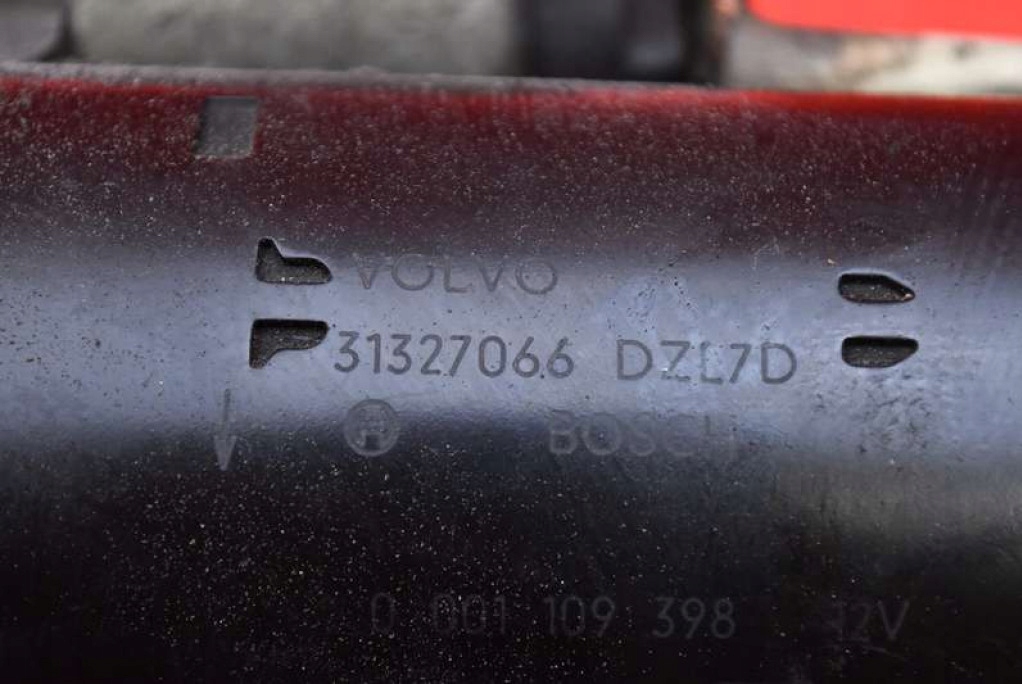 VOLVO
31327066 DZL7D
BOSCH
0 001 109 398 12V